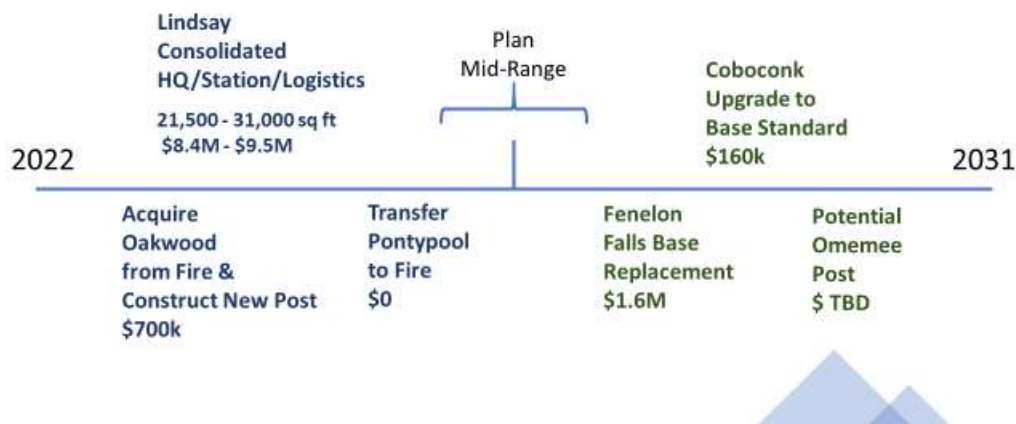 Lindsay
Consolidated
HQ/Station/Logistics
21,500 - 31,000 sq ft
$8.4M - $9.5M
Plan
Mid-Range
Coboconk
Upgrade to
Base Standard
$160k
2022
2031
Acquire
Oakwood
from Fire &
Construct New Post
$700k
Transfer
Pontypool
to Fire
$0
Fenelon
Falls Base
Replacement
$1.6M
Potential
Omemee
Post
$ TBD